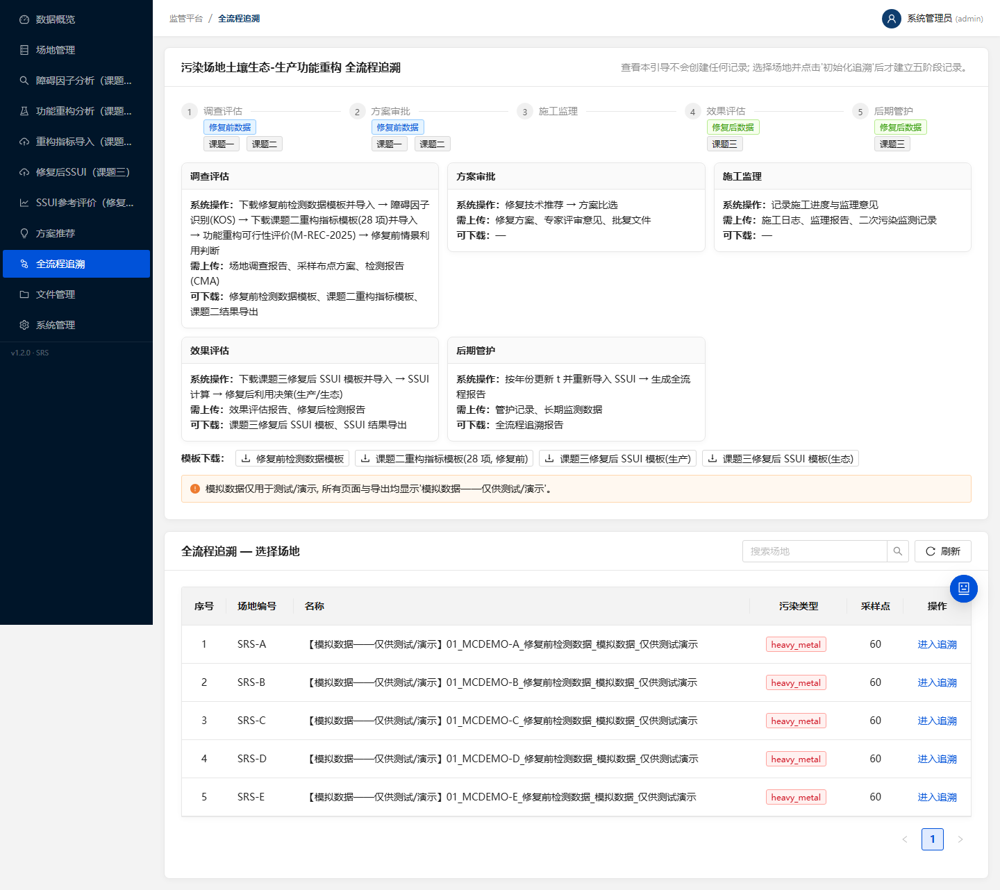 数据概览
场地管理
障碍因子分析（课题...
功能重构分析（课题...
重构指标导入（课题...
修复后SSUI（课题三）
SSUI参考评价（修复...
方案推荐
全流程追溯
文件管理
系统管理
v1.2.0 · SRS
监管平台 / 全流程追溯
系统管理员 (admin)
污染场地土壤生态-生产功能重构 全流程追溯
查看本引导不会创建任何记录; 选择场地并点击'初始化追溯'后才建立五阶段记录。
1 调查评估
修复前数据
课题一 课题二
2 方案审批
修复前数据
课题一 课题二
3 施工监理
4 效果评估
修复后数据
课题三
5 后期管护
修复后数据
课题三
调查评估
系统操作：下载修复前检测数据模板并导入 → 障碍因子
识别(KOS) → 下载课题二重构指标模板(28 项)并导入
→ 功能重构可行性评价(M-REC-2025) → 修复前情景利
用判断
需上传：场地调查报告、采样布点方案、检测报告
(CMA)
可下载：修复前检测数据模板、课题二重构指标模板、
课题二结果导出
方案审批
系统操作：修复技术推荐 → 方案比选
需上传：修复方案、专家评审意见、批复文件
可下载：—
施工监理
系统操作：记录施工进度与监理意见
需上传：施工日志、监理报告、二次污染监测记录
可下载：—
效果评估
系统操作：下载课题三修复后 SSUI 模板并导入 → SSUI
计算 → 修复后利用决策(生产/生态)
需上传：效果评估报告、修复后检测报告
可下载：课题三修复后 SSUI 模板、SSUI 结果导出
后期管护
系统操作：按年份更新 t 并重新导入 SSUI → 生成全流
程报告
需上传：管护记录、长期监测数据
可下载：全流程追溯报告
模板下载： 修复前检测数据模板 课题二重构指标模板(28 项, 修复前) 课题三修复后 SSUI 模板(生产) 课题三修复后 SSUI 模板(生态)
模拟数据仅用于测试/演示, 所有页面与导出均显示'模拟数据——仅供测试/演示'。
全流程追溯 — 选择场地
搜索场地
刷新
序号 场地编号 名称 污染类型 采样点 操作
1 SRS-A 【模拟数据——仅供测试/演示】01_MCDEMO-A_修复前检测数据_模拟数据_仅供测试演示 heavy_metal 60 进入追溯
2 SRS-B 【模拟数据——仅供测试/演示】01_MCDEMO-B_修复前检测数据_模拟数据_仅供测试演示 heavy_metal 60 进入追溯
3 SRS-C 【模拟数据——仅供测试/演示】01_MCDEMO-C_修复前检测数据_模拟数据_仅供测试演示 heavy_metal 60 进入追溯
4 SRS-D 【模拟数据——仅供测试/演示】01_MCDEMO-D_修复前检测数据_模拟数据_仅供测试演示 heavy_metal 60 进入追溯
5 SRS-E 【模拟数据——仅供测试/演示】01_MCDEMO-E_修复前检测数据_模拟数据_仅供测试演示 heavy_metal 60 进入追溯
< 1 >